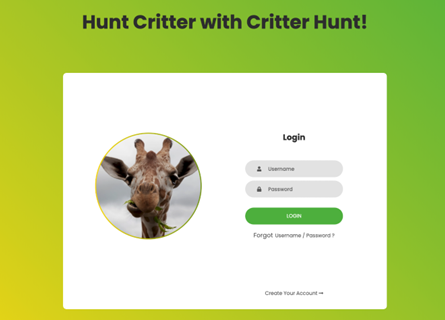 Hunt Critter with Critter Hunt!
Login
Username
Password
LOGIN
Forgot Username / Password ?
Create Your Account →